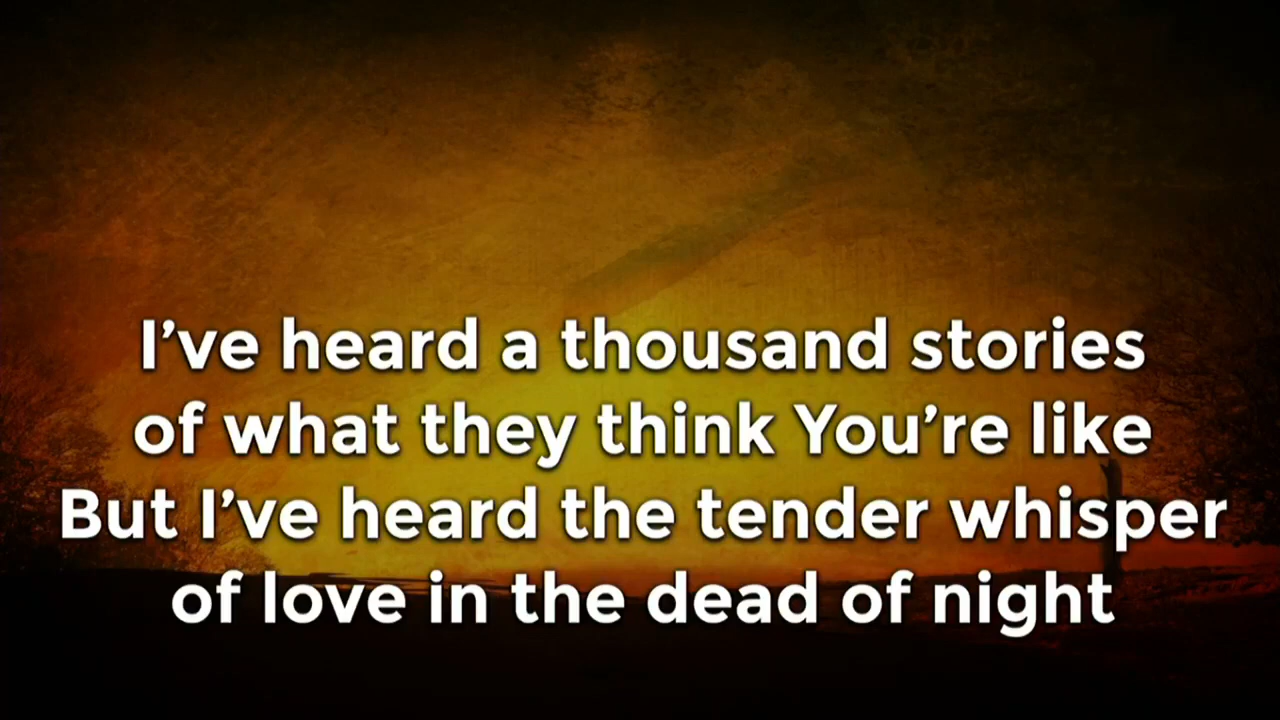 I’ve heard a thousand stories
of what they think You’re like
But I’ve heard the tender whisper
of love in the dead of night